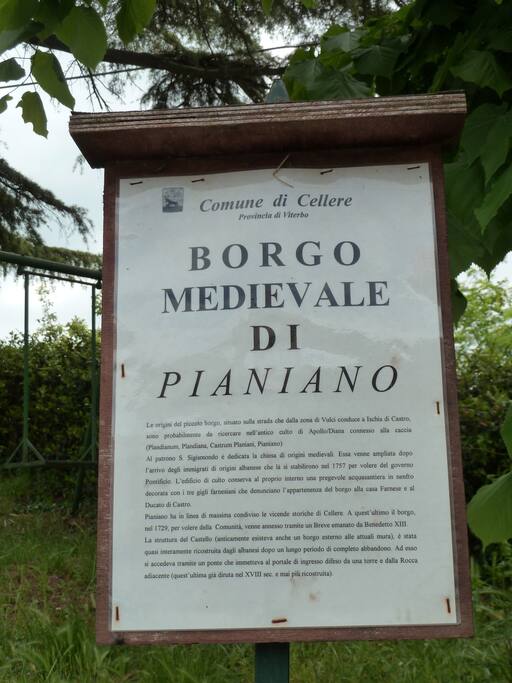 Comune di Cellere
Provincia di Viterbo
BORGO
MEDIEVALE
DI
PIANIANO
Le origini del piccolo borgo, situato sulla strada che dalla zona di Vulci conduce a Ischia di Castro,
sono probabilmente da ricercare nell'antico culto di Apollo/Diana connesso alla caccia
(Plandianum, Plandiana, Castrum Planiani, Pianiano)
Al patrono S. Sigismondo è dedicata la chiesa di origini medievali. Essa venne ampliata dopo
l'arrivo degli immigrati di origini albanese che là si stabilirono nel 1757 per volere del governo
Pontificio. L'edificio di culto conserva al proprio interno una pregevole acquasantiera in nenfro
decorata con i tre gigli farnesiani che denunciano l'appartenenza del borgo alla casa Farnese e al
Ducato di Castro.
Pianiano ha in linea di massima condiviso le vicende storiche di Cellere. A quest'ultimo il borgo,
nel 1729, per volere della Comunità, venne annesso tramite un Breve emanato da Benedetto XIII.
La struttura del Castello (anticamente esisteva anche un borgo esterno alle attuali mura), è stata
quasi interamente ricostruita dagli albanesi dopo un lungo periodo di completo abbandono. Ad esso
si accedeva tramite un ponte che immetteva al portale di ingresso difeso da una torre e dalla Rocca
adiacente (quest'ultima già diruta nel XVIII sec. e mai più ricostruita).